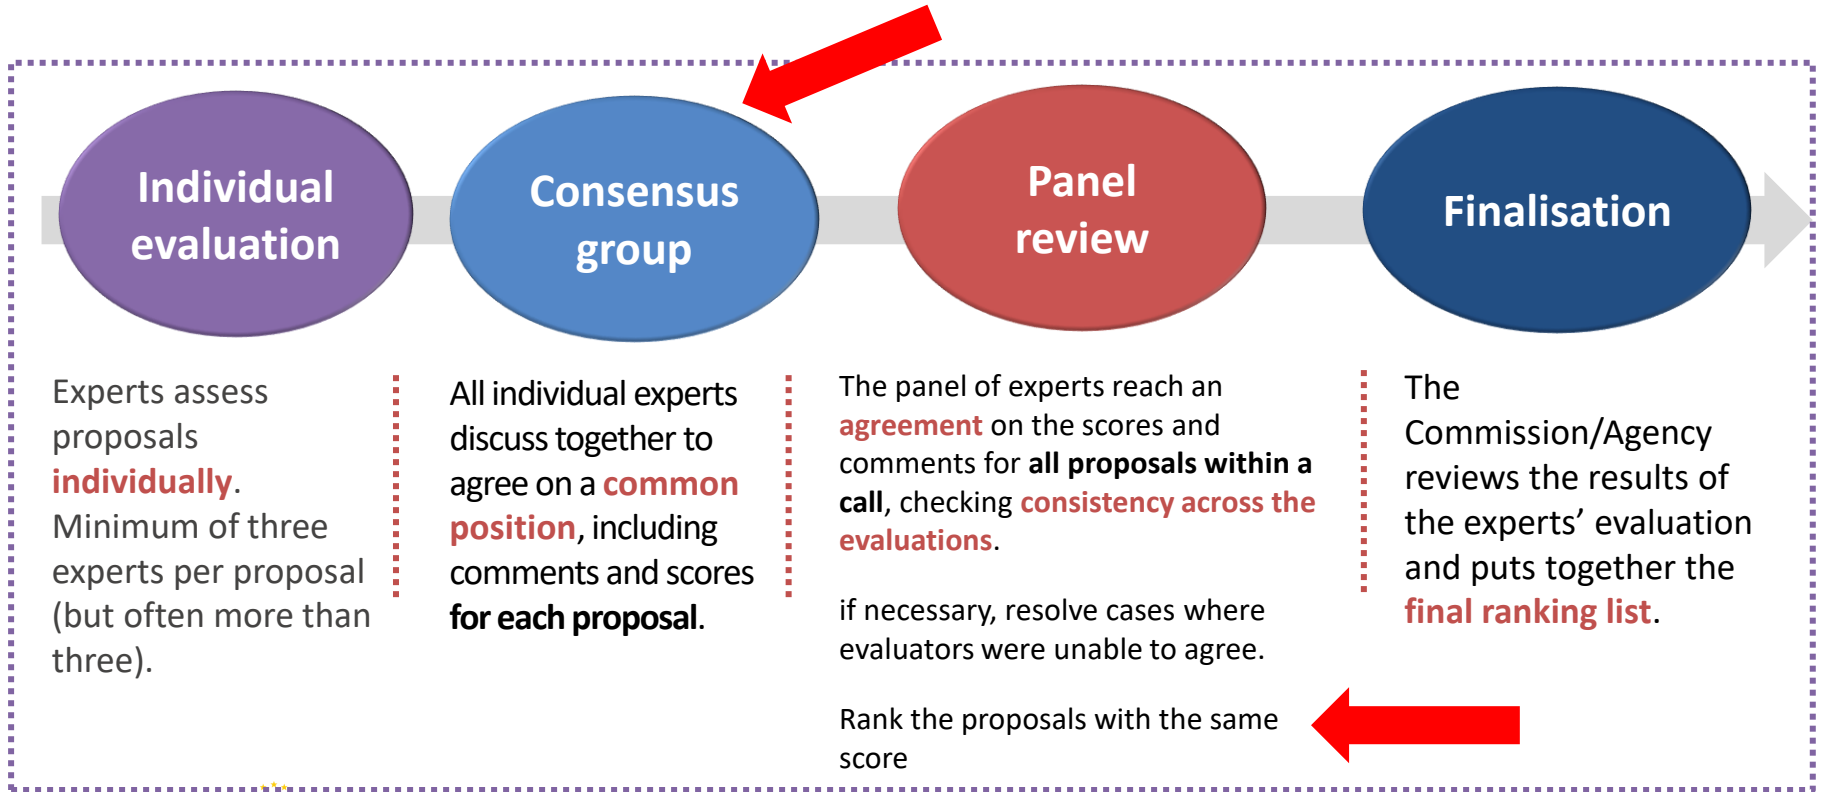 Individual
evaluation
Consensus
group
Panel
review
Finalisation
Experts assess
proposals
individually.
Minimum of three
experts per proposal
(but often more than
three).
All individual experts
discuss together to
agree on a common
position, including
comments and scores
for each proposal.
The panel of experts reach an
agreement on the scores and
comments for all proposals within a
call, checking consistency across the
evaluations.
if necessary, resolve cases where
evaluators were unable to agree.
Rank the proposals with the same
score
The
Commission/Agency
reviews the results of
the experts’ evaluation
and puts together the
final ranking list.